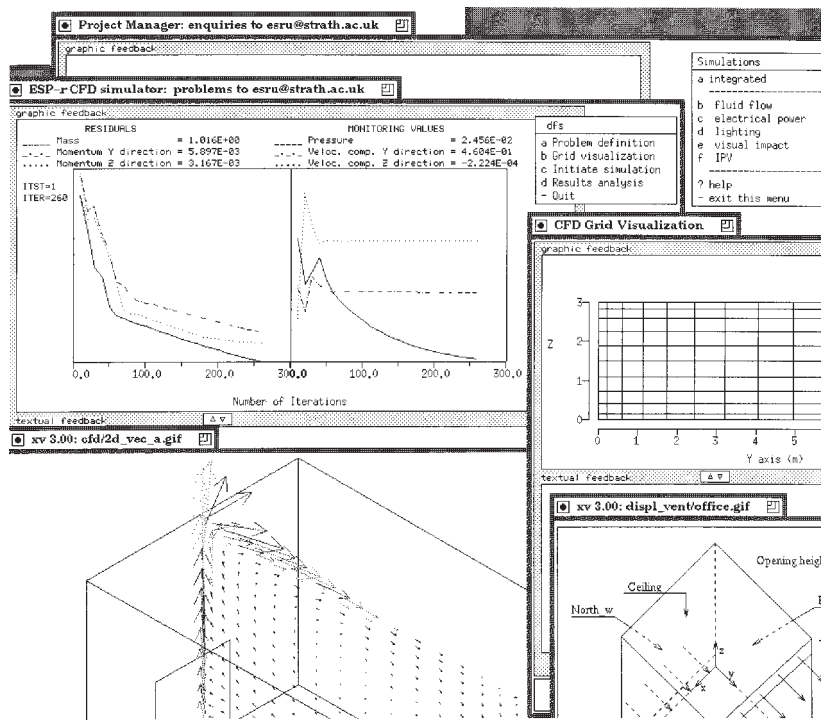 Project Manager: enquiries to esru@strath.ac.uk
graphic feedback
Simulations
a integrated
b fluid flow
c electrical power
d lighting
e visual impact
f IPV
? help
- exit this menu
ESP-r CFD simulator: problems to esru@strath.ac.uk
graphic feedback
RESIDUALS
Mass = 1.016E+00
Momentum Y direction = 5.897E-03
Momentum Z direction = 3.167E-03
MONITORING VALUES
Pressure = 2.456E-02
Veloc. comp. Y direction = 4.604E-01
Veloc. comp. Z direction = -2.224E-04
ITST=1
ITER=260
0.0 100.0 200.0 300.0 100.0 200.0 300.0
Number of Iterations
textual feedback
dfs
a Problem definition
b Grid visualization
c Initiate simulation
d Results analysis
- Quit
CFD Grid Visualization
graphic feedback
3
2
Z
1
0
0 1 2 3 4 5
Y axis (m)
textual feedback
xv 3.00: cfd/2d_vec_a.gif
xv 3.00: displ_vent/office.gif
Opening heigh
Ceiling
North_w
z
y
x